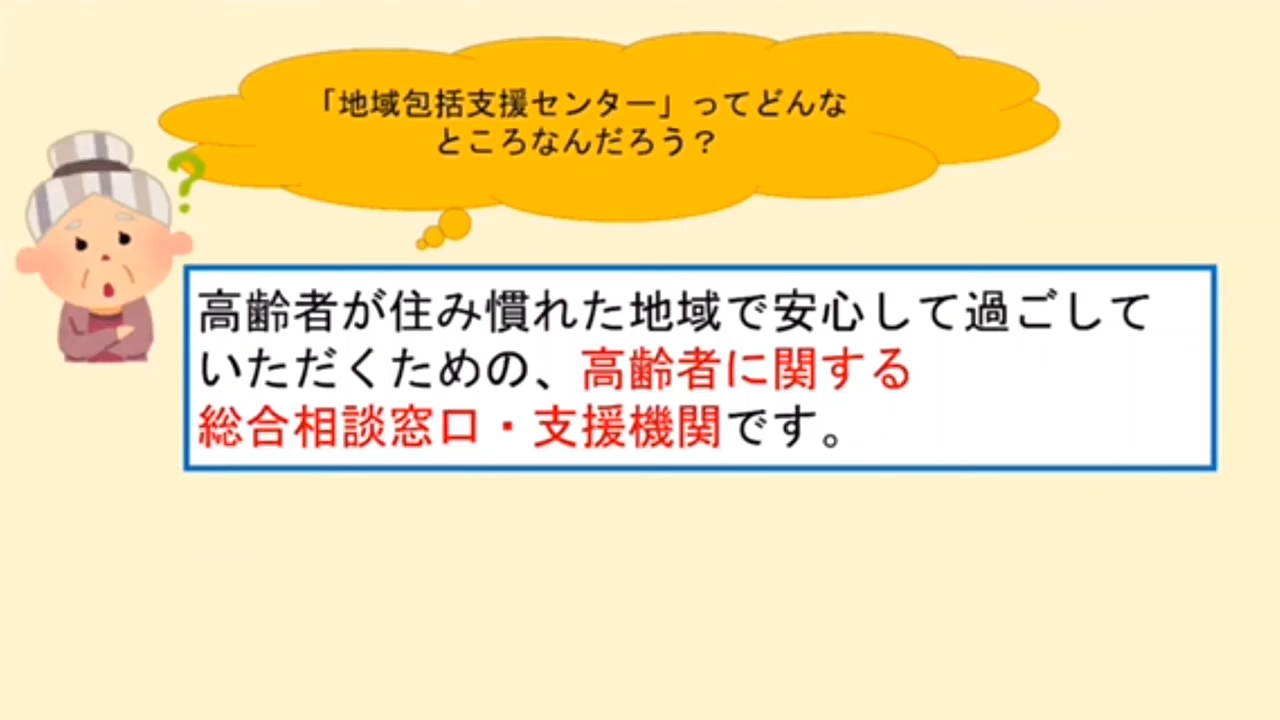 「地域包括支援センター」ってどんな
ところなんだろう？
高齢者が住み慣れた地域で安心して過ごして
いただくための、高齢者に関する
総合相談窓口・支援機関です。